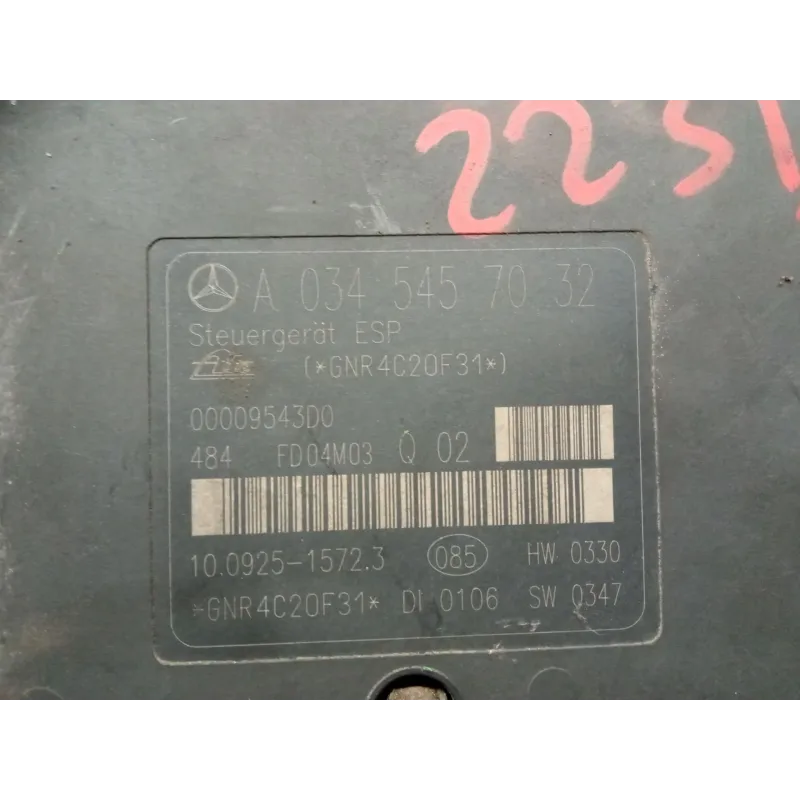 225
A 034 545 70 32
Steuergerät ESP
(*GNR4C20F31*)
00009543D0
484 FD04M03 Q 02
10.0925-1572.3 085 HW 0330
*GNR4C20F31* DI 0106 SW 0347